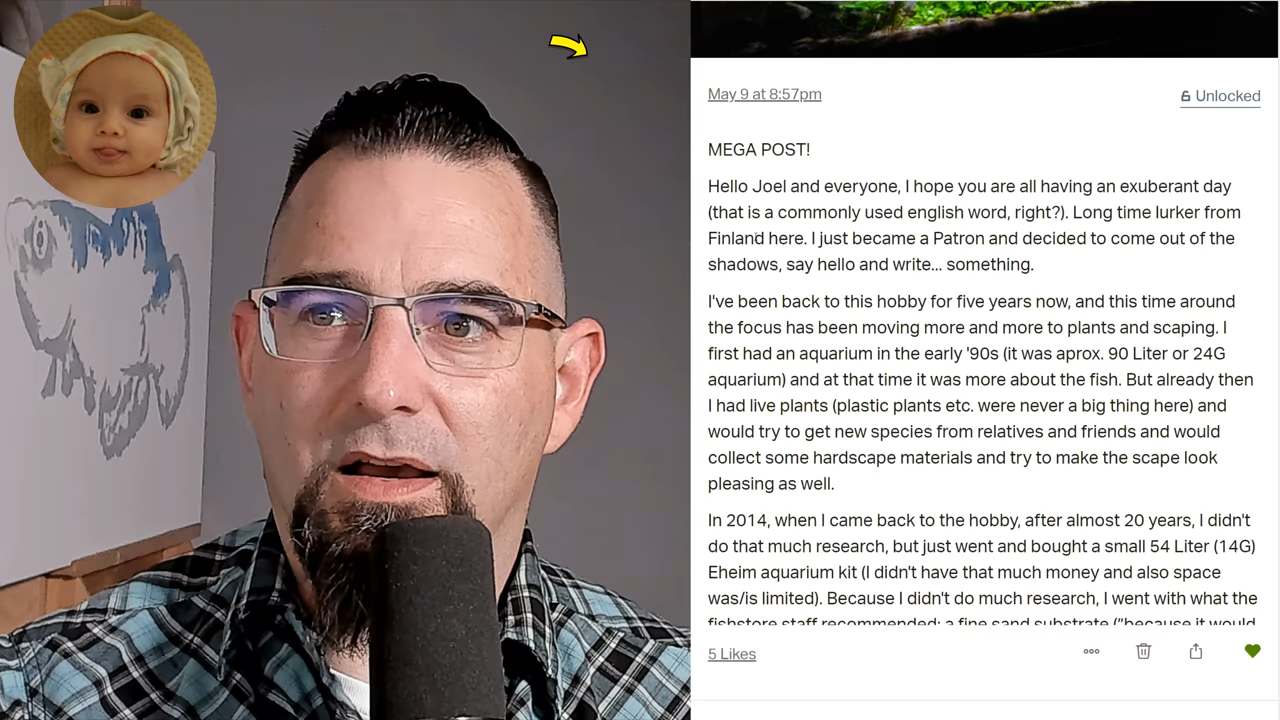 May 9 at 8:57pm
Unlocked
MEGA POST!
Hello Joel and everyone, I hope you are all having an exuberant day
(that is a commonly used english word, right?). Long time lurker from
Finland here. I just became a Patron and decided to come out of the
shadows, say hello and write... something.
I've been back to this hobby for five years now, and this time around
the focus has been moving more and more to plants and scaping. I
first had an aquarium in the early '90s (it was aprox. 90 Liter or 24G
aquarium) and at that time it was more about the fish. But already then
I had live plants (plastic plants etc. were never a big thing here) and
would try to get new species from relatives and friends and would
collect some hardscape materials and try to make the scape look
pleasing as well.
In 2014, when I came back to the hobby, after almost 20 years, I didn't
do that much research, but just went and bought a small 54 Liter (14G)
Eheim aquarium kit (I didn't have that much money and also space
was/is limited). Because I didn't do much research, I went with what the
fishstore staff recommended: a fine sand substrate ("because it would
5 Likes